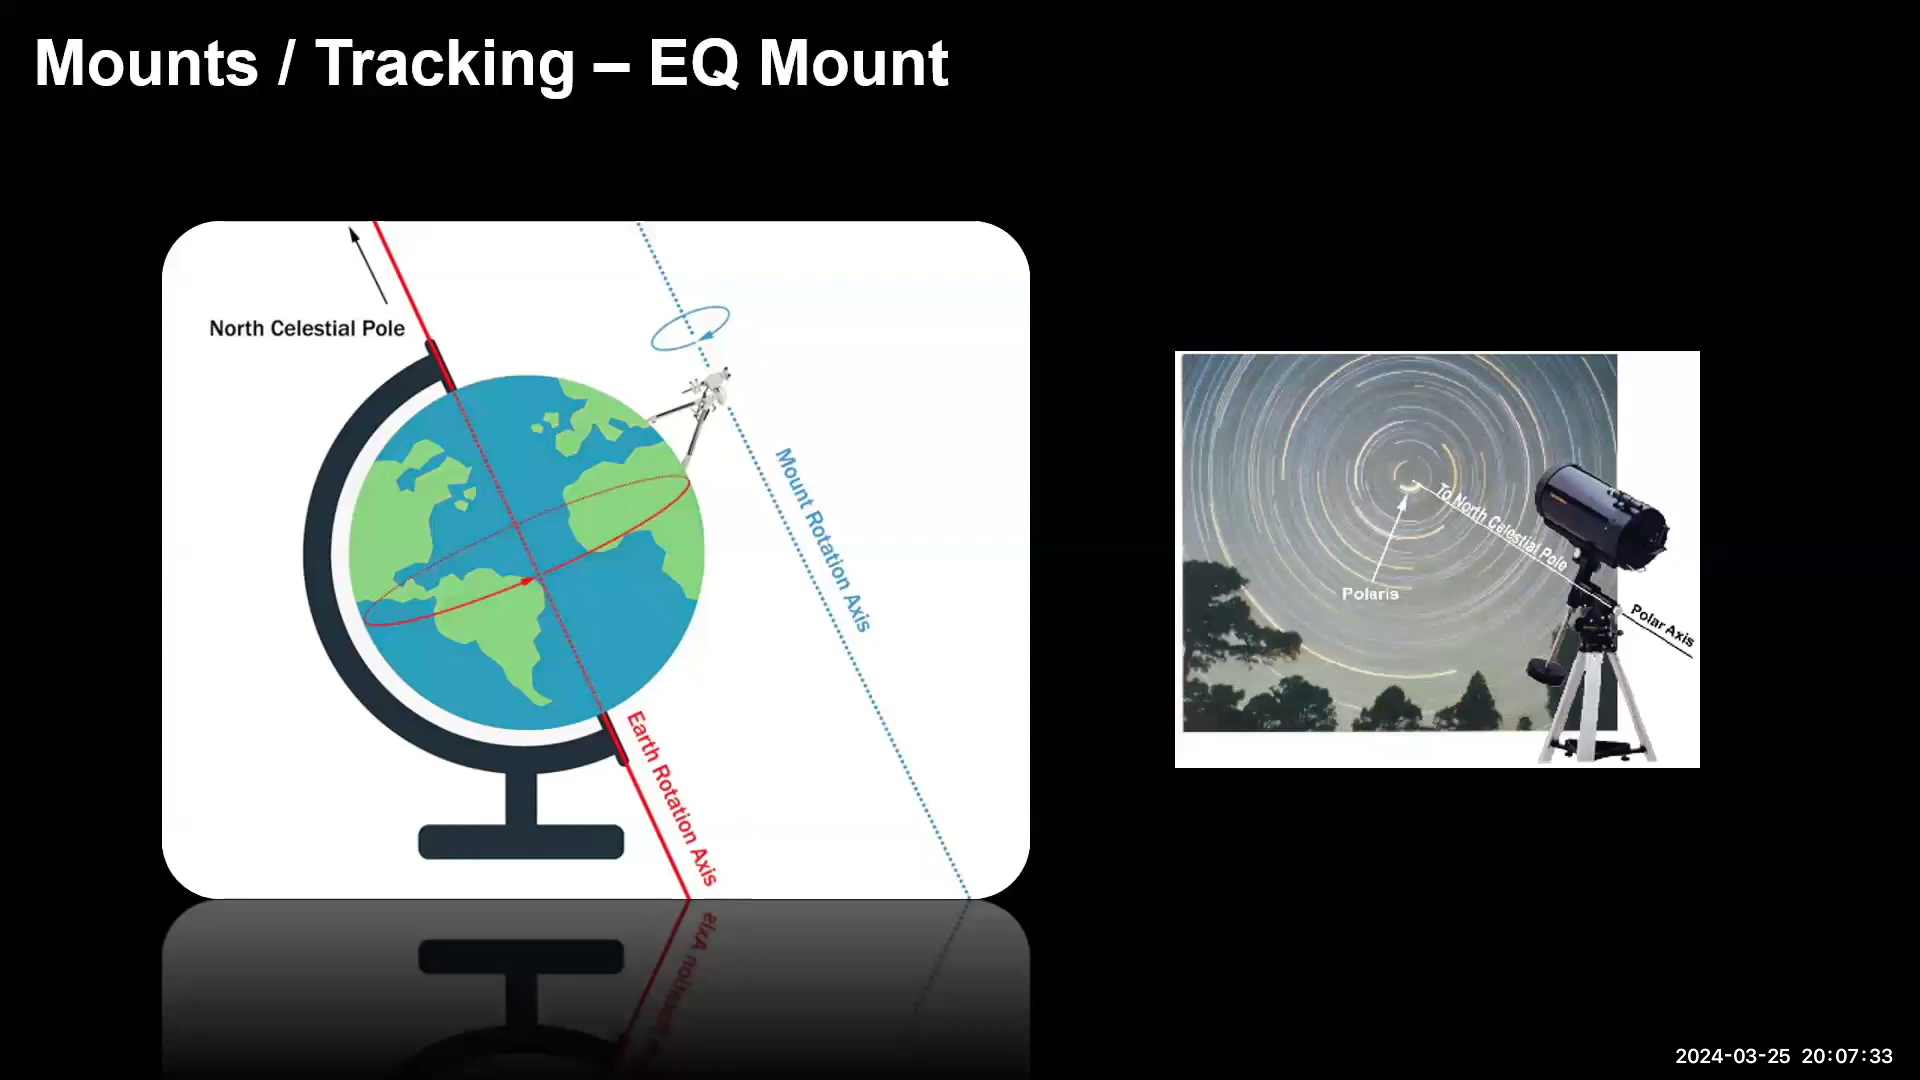 Mounts / Tracking – EQ Mount
North Celestial Pole
Mount Rotation Axis
Earth Rotation Axis
To North Celestial Pole
Polaris
Polar Axis
2024-03-25 20:07:33